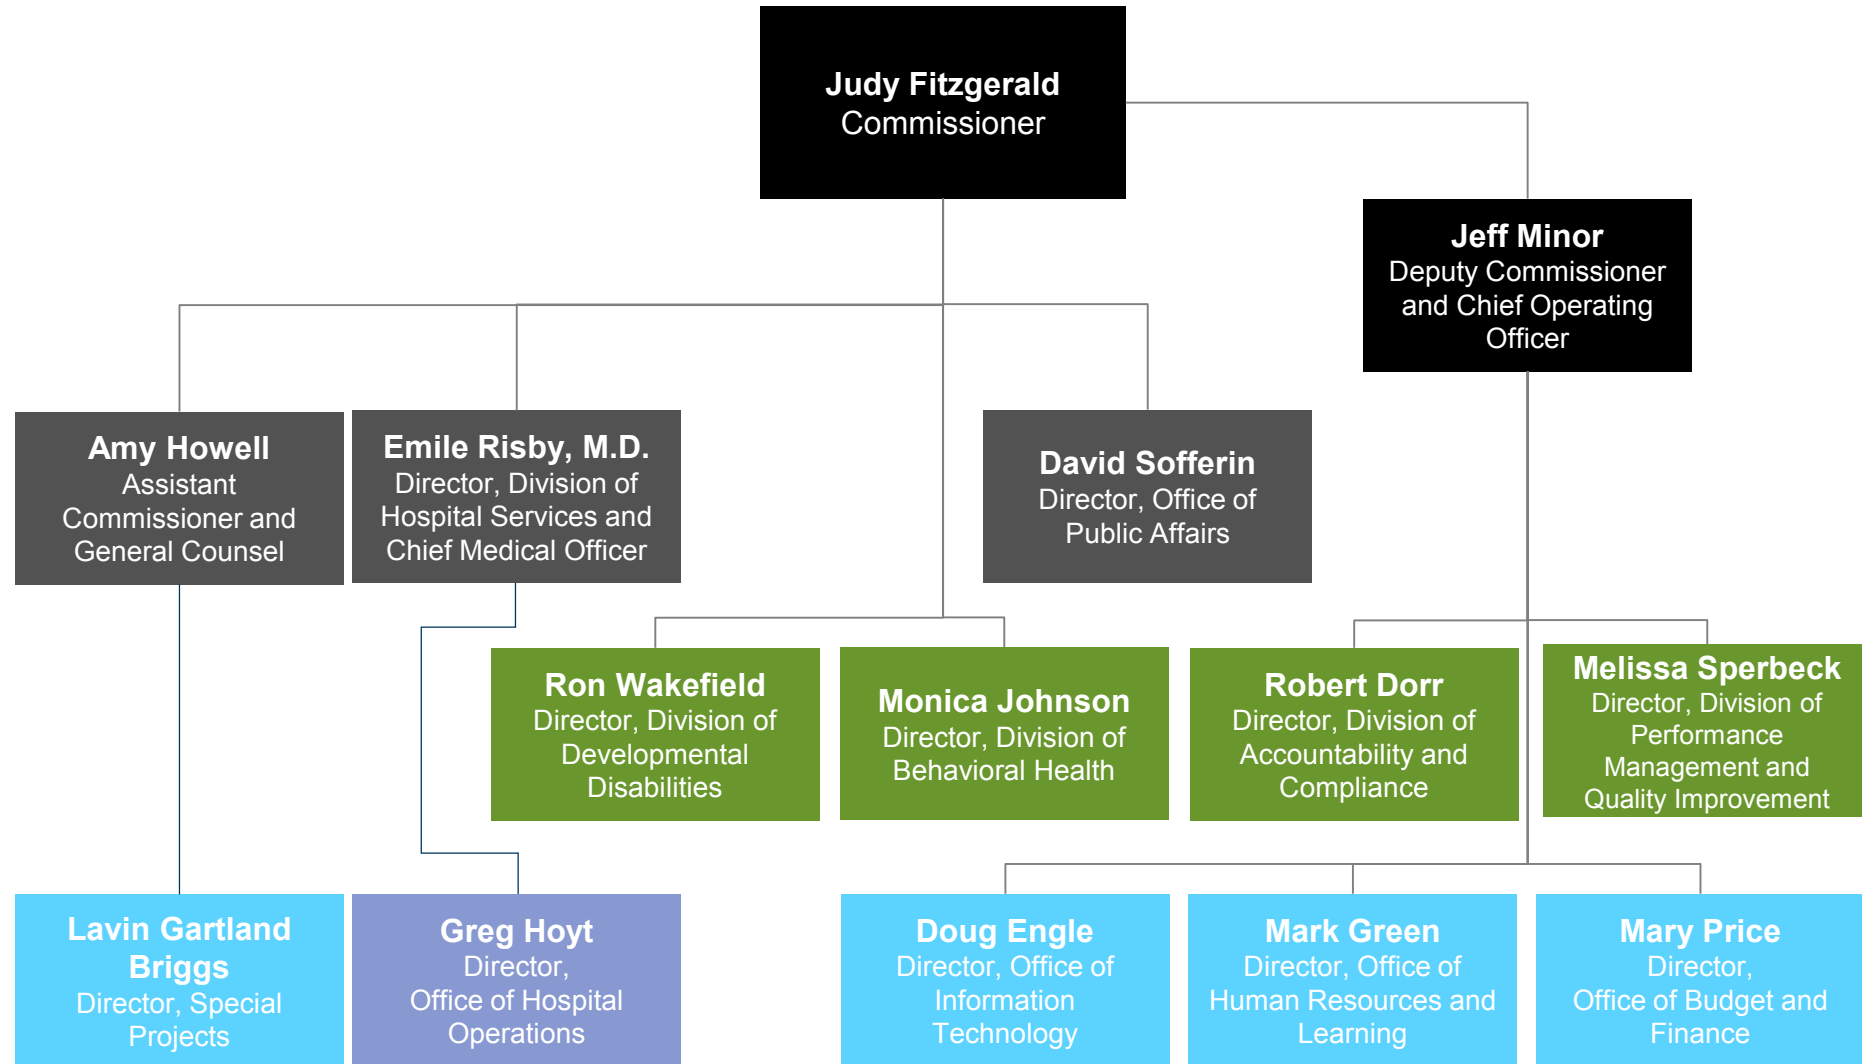 Judy Fitzgerald
Commissioner
Jeff Minor
Deputy Commissioner
and Chief Operating
Officer
Amy Howell
Assistant
Commissioner and
General Counsel
Emile Risby, M.D.
Director, Division of
Hospital Services and
Chief Medical Officer
David Sofferin
Director, Office of
Public Affairs
Ron Wakefield
Director, Division of
Developmental
Disabilities
Monica Johnson
Director, Division of
Behavioral Health
Robert Dorr
Director, Division of
Accountability and
Compliance
Melissa Sperbeck
Director, Division of
Performance
Management and
Quality Improvement
Lavin Gartland
Briggs
Director, Special
Projects
Greg Hoyt
Director,
Office of Hospital
Operations
Doug Engle
Director, Office of
Information
Technology
Mark Green
Director, Office of
Human Resources and
Learning
Mary Price
Director,
Office of Budget and
Finance